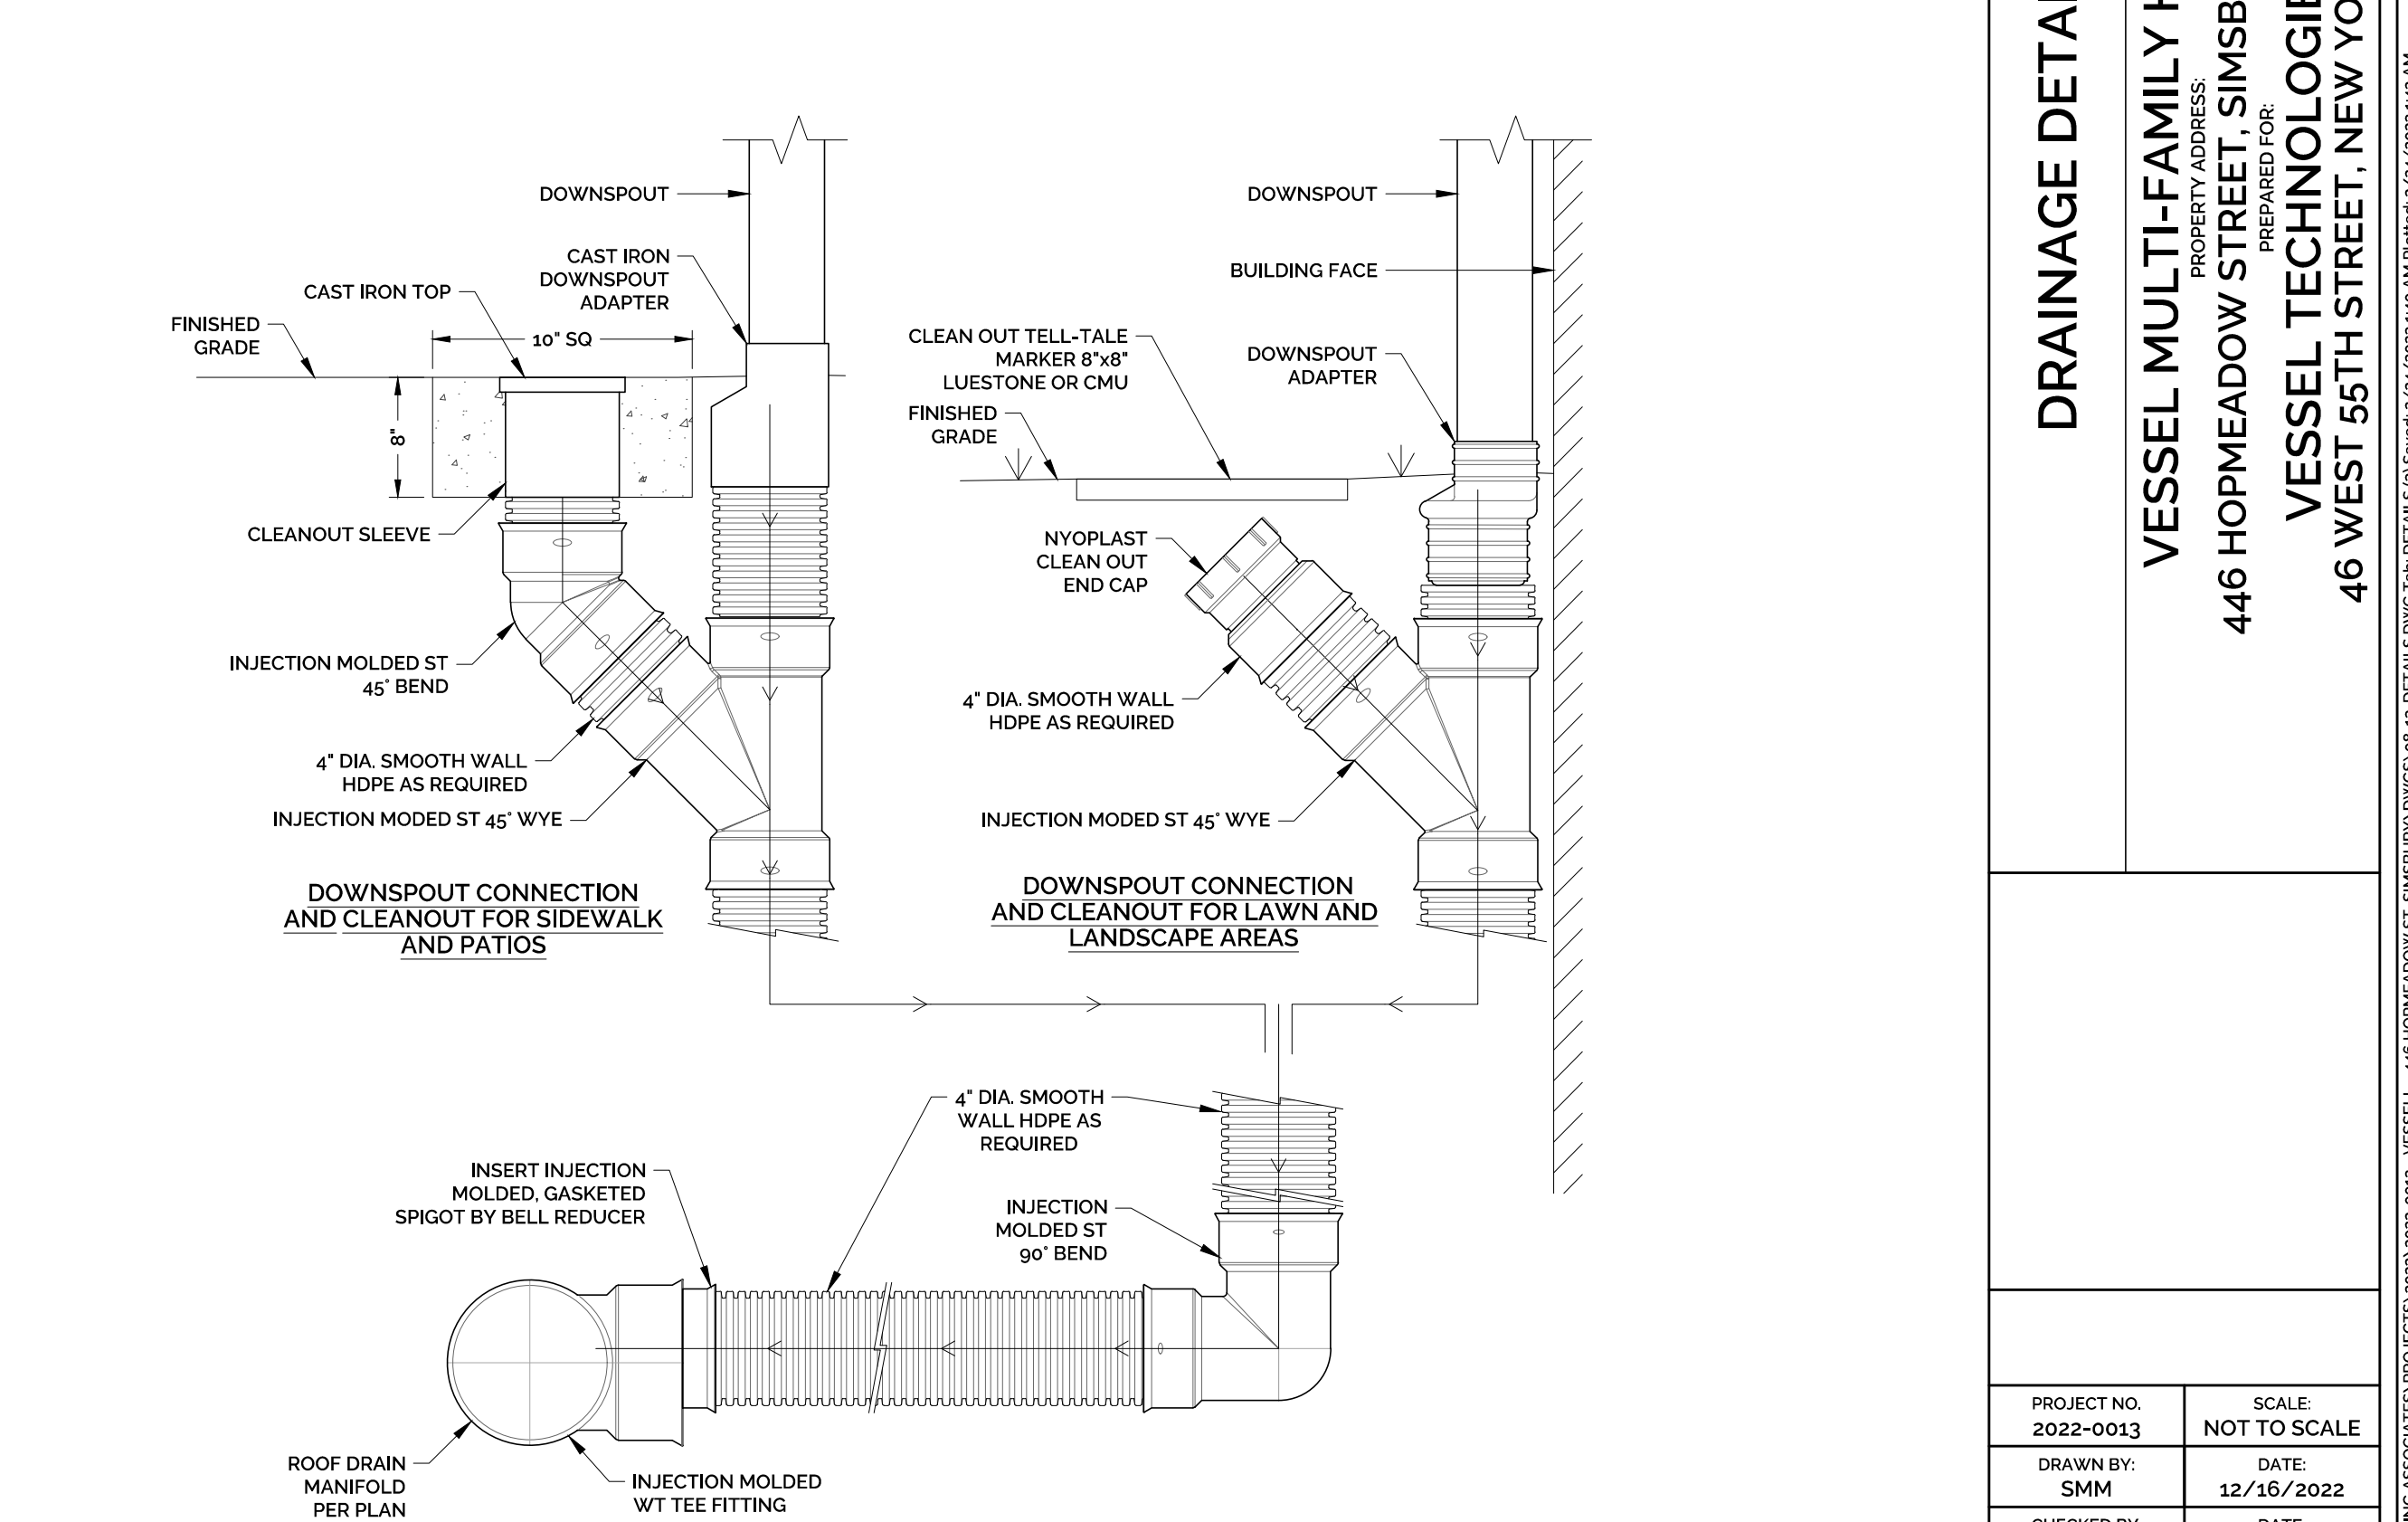 DOWNSPOUT
CAST IRON
DOWNSPOUT
ADAPTER
CAST IRON TOP
FINISHED
GRADE
10" SQ
8"
CLEANOUT SLEEVE
INJECTION MOLDED ST
45° BEND
4" DIA. SMOOTH WALL
HDPE AS REQUIRED
INJECTION MODED ST 45° WYE
DOWNSPOUT CONNECTION
AND CLEANOUT FOR SIDEWALK
AND PATIOS
DOWNSPOUT
BUILDING FACE
CLEAN OUT TELL-TALE
MARKER 8"x8"
LUESTONE OR CMU
DOWNSPOUT
ADAPTER
FINISHED
GRADE
NYOPLAST
CLEAN OUT
END CAP
4" DIA. SMOOTH WALL
HDPE AS REQUIRED
INJECTION MODED ST 45° WYE
DOWNSPOUT CONNECTION
AND CLEANOUT FOR LAWN AND
LANDSCAPE AREAS
4" DIA. SMOOTH
WALL HDPE AS
REQUIRED
INSERT INJECTION
MOLDED, GASKETED
SPIGOT BY BELL REDUCER
INJECTION
MOLDED ST
90° BEND
ROOF DRAIN
MANIFOLD
PER PLAN
INJECTION MOLDED
WT TEE FITTING
DRAINAGE DETAI
VESSEL MULTI-FAMILY
PROPERTY ADDRESS:
446 HOPMEADOW STREET, SIMSB
PREPARED FOR:
VESSEL TECHNOLOGIE
46 WEST 55TH STREET, NEW YO
PROJECT NO.
2022-0013
SCALE:
NOT TO SCALE
DRAWN BY:
SMM
DATE:
12/16/2022